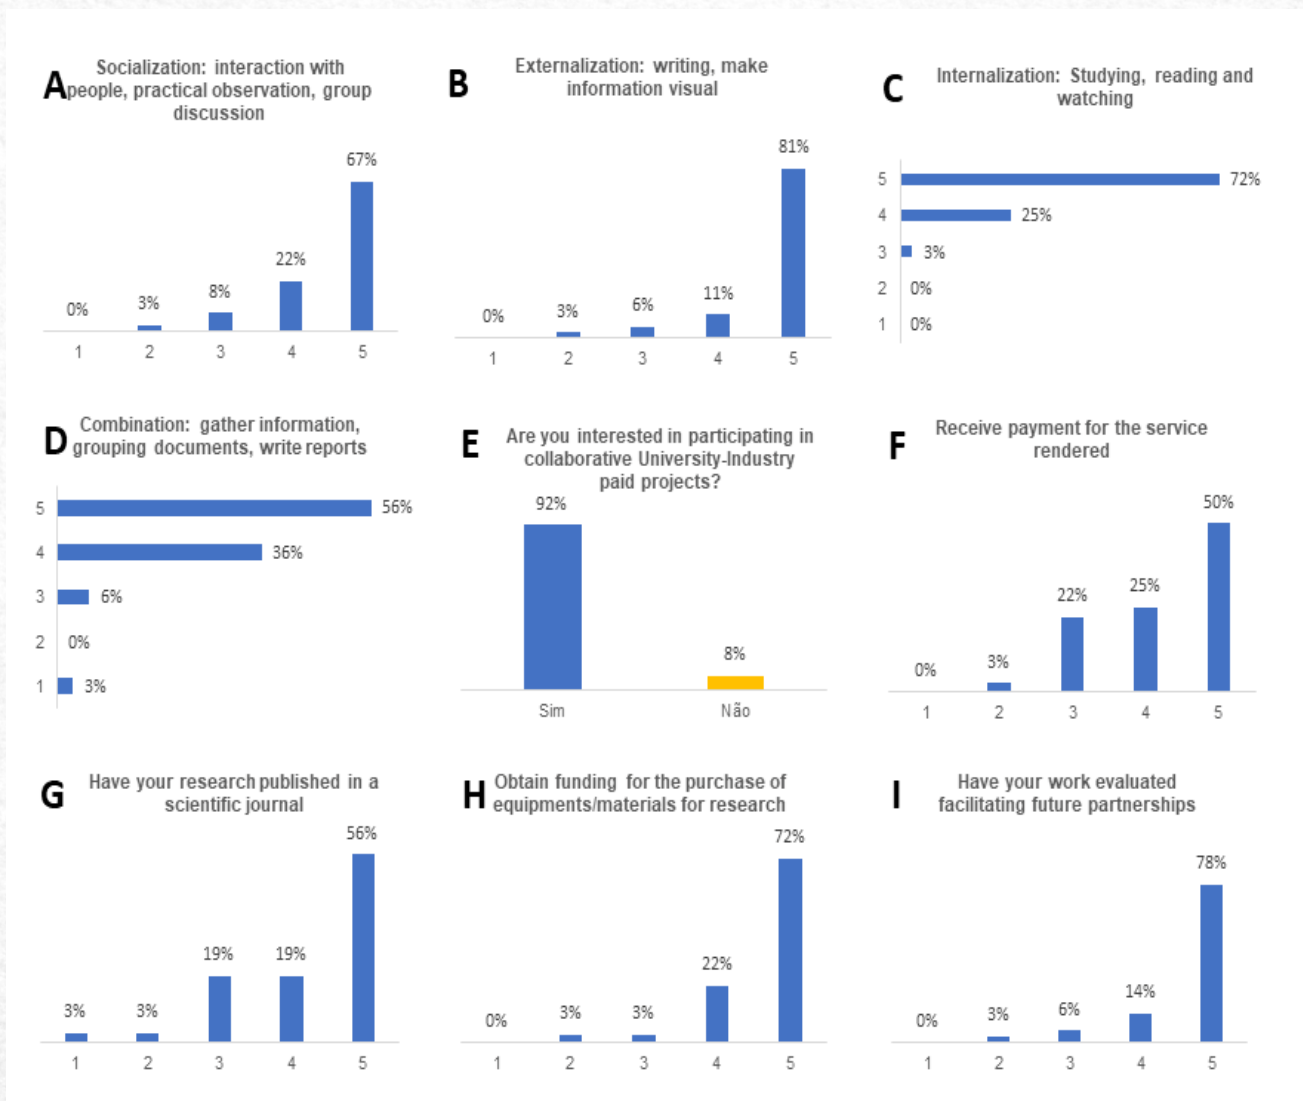 A
Socialization: interaction with
people, practical observation, group
discussion
67%
22%
8%
3%
0%
1 2 3 4 5
B
Externalization: writing, make
information visual
81%
11%
6%
3%
0%
1 2 3 4 5
C
Internalization: Studying, reading and
watching
5 72%
4 25%
3 3%
2 0%
1 0%
D
Combination: gather information,
grouping documents, write reports
5 56%
4 36%
3 6%
2 0%
1 3%
E
Are you interested in participating in
collaborative University-Industry
paid projects?
92%
8%
Sim Não
F
Receive payment for the service
rendered
50%
25%
22%
3%
0%
1 2 3 4 5
G
Have your research published in a
scientific journal
56%
19% 19%
3% 3%
1 2 3 4 5
H
Obtain funding for the purchase of
equipments/materials for research
72%
22%
3% 3%
0%
1 2 3 4 5
I
Have your work evaluated
facilitating future partnerships
78%
14%
6%
3%
0%
1 2 3 4 5